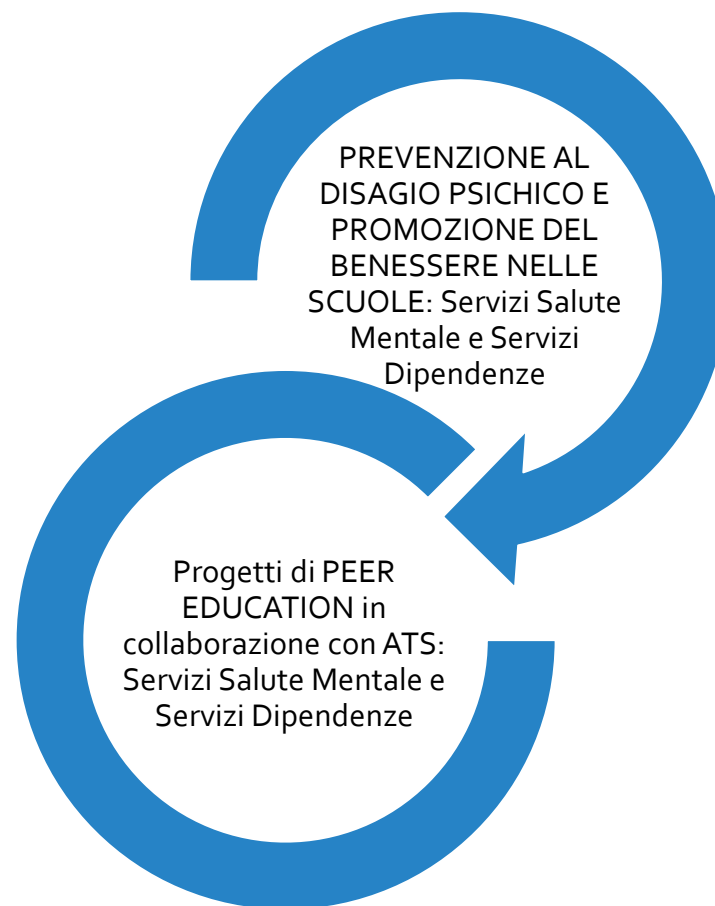 PREVENZIONE AL
DISAGIO PSICHICO E
PROMOZIONE DEL
BENESSERE NELLE
SCUOLE: Servizi Salute
Mentale e Servizi
Dipendenze
Progetti di PEER
EDUCATION in
collaborazione con ATS:
Servizi Salute Mentale e
Servizi Dipendenze